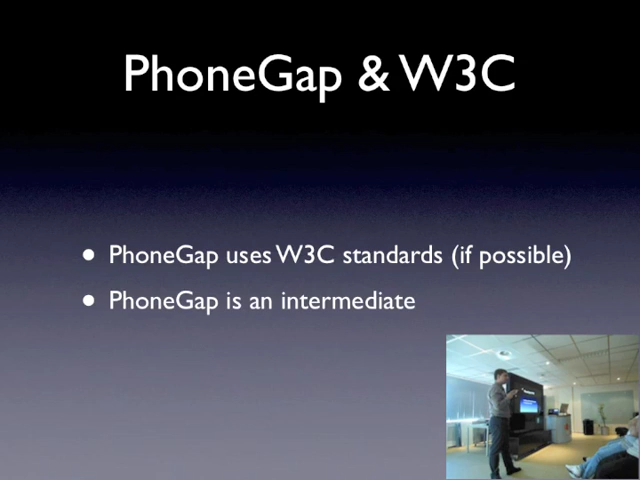 PhoneGap & W3C
• PhoneGap uses W3C standards (if possible)
• PhoneGap is an intermediate